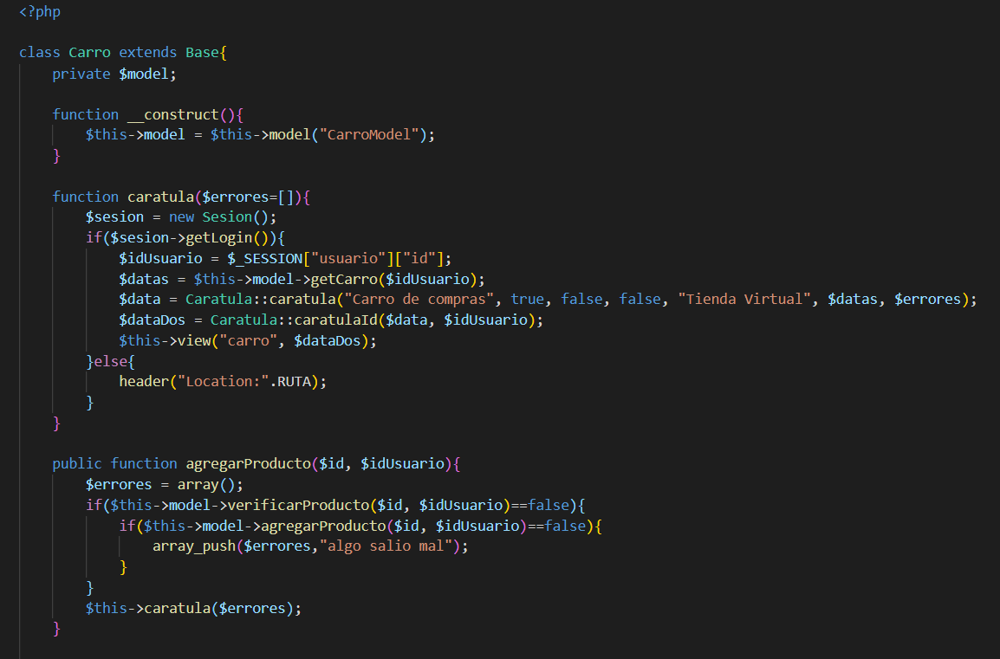 <?php
class Carro extends Base{
private $model;
function __construct(){
$this->model = $this->model("CarroModel");
}
function caratula($errores=[]){
$sesion = new Sesion();
if($sesion->getLogin()){
$idUsuario = $_SESSION["usuario"]["id"];
$datas = $this->model->getCarro($idUsuario);
$data = Caratula::caratula("Carro de compras", true, false, false, "Tienda Virtual", $datas, $errores);
$dataDos = Caratula::caratulaId($data, $idUsuario);
$this->view("carro", $dataDos);
}else{
header("Location:".RUTA);
}
}
public function agregarProducto($id, $idUsuario){
$errores = array();
if($this->model->verificarProducto($id, $idUsuario)==false){
if($this->model->agregarProducto($id, $idUsuario)==false){
array_push($errores,"algo salio mal");
}
}
$this->caratula($errores);
}